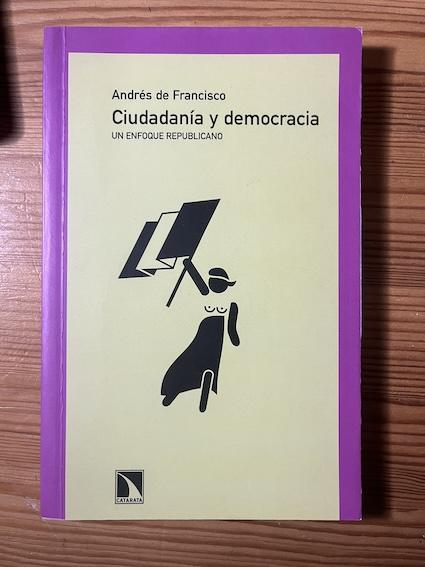 Andrés de Francisco
Ciudadanía y democracia
UN ENFOQUE REPUBLICANO
CATARATA